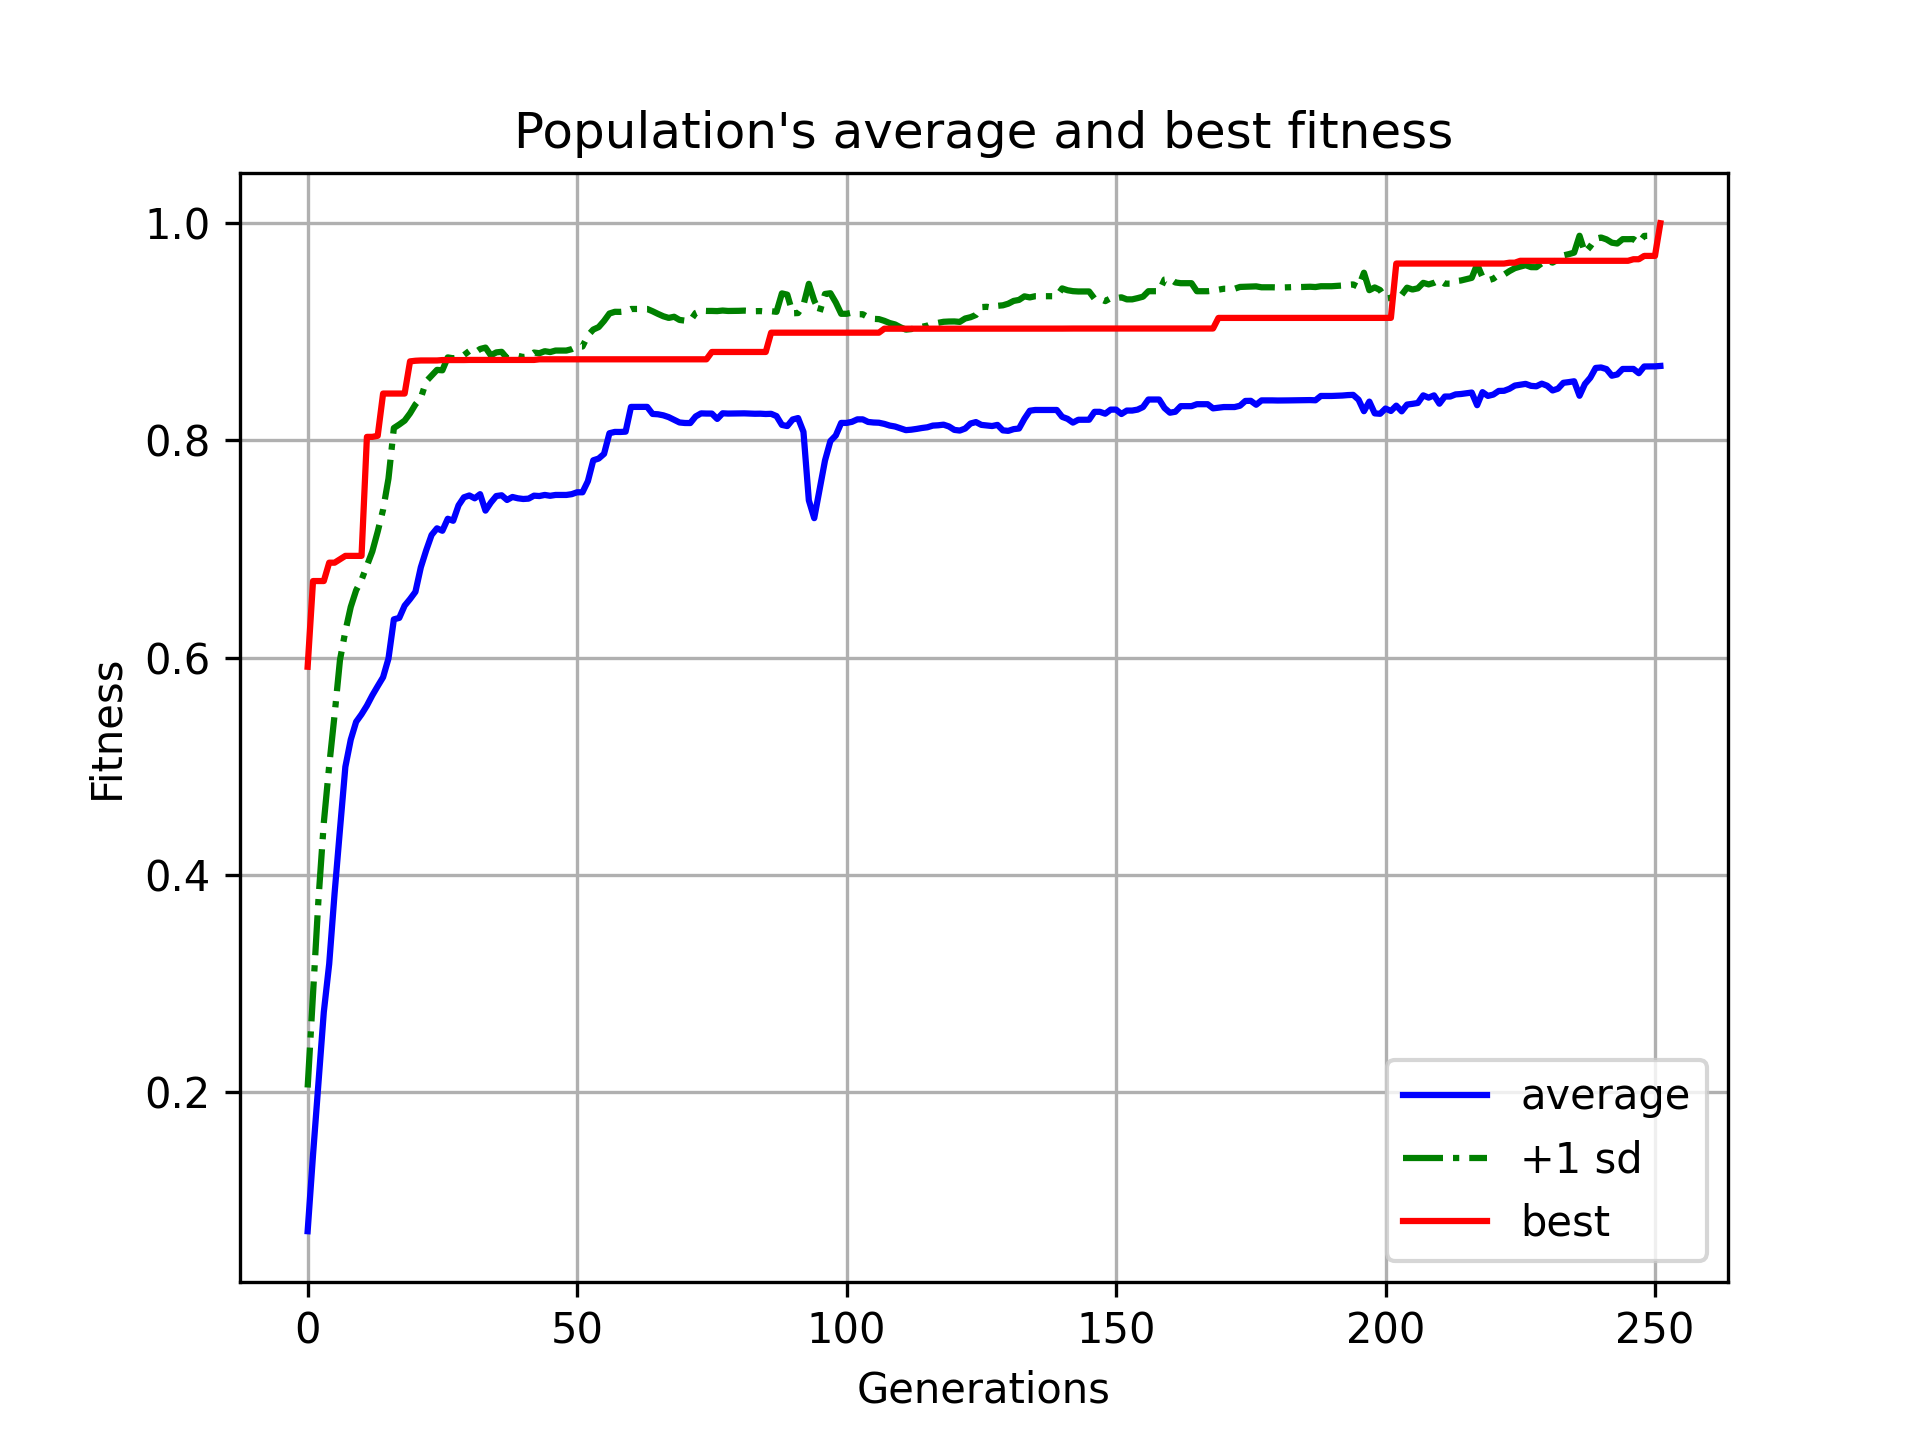 Population's average and best fitness
1.0
0.8
0.6
0.4
0.2
Fitness
0
50
100
150
200
250
Generations
average
+1 sd
best